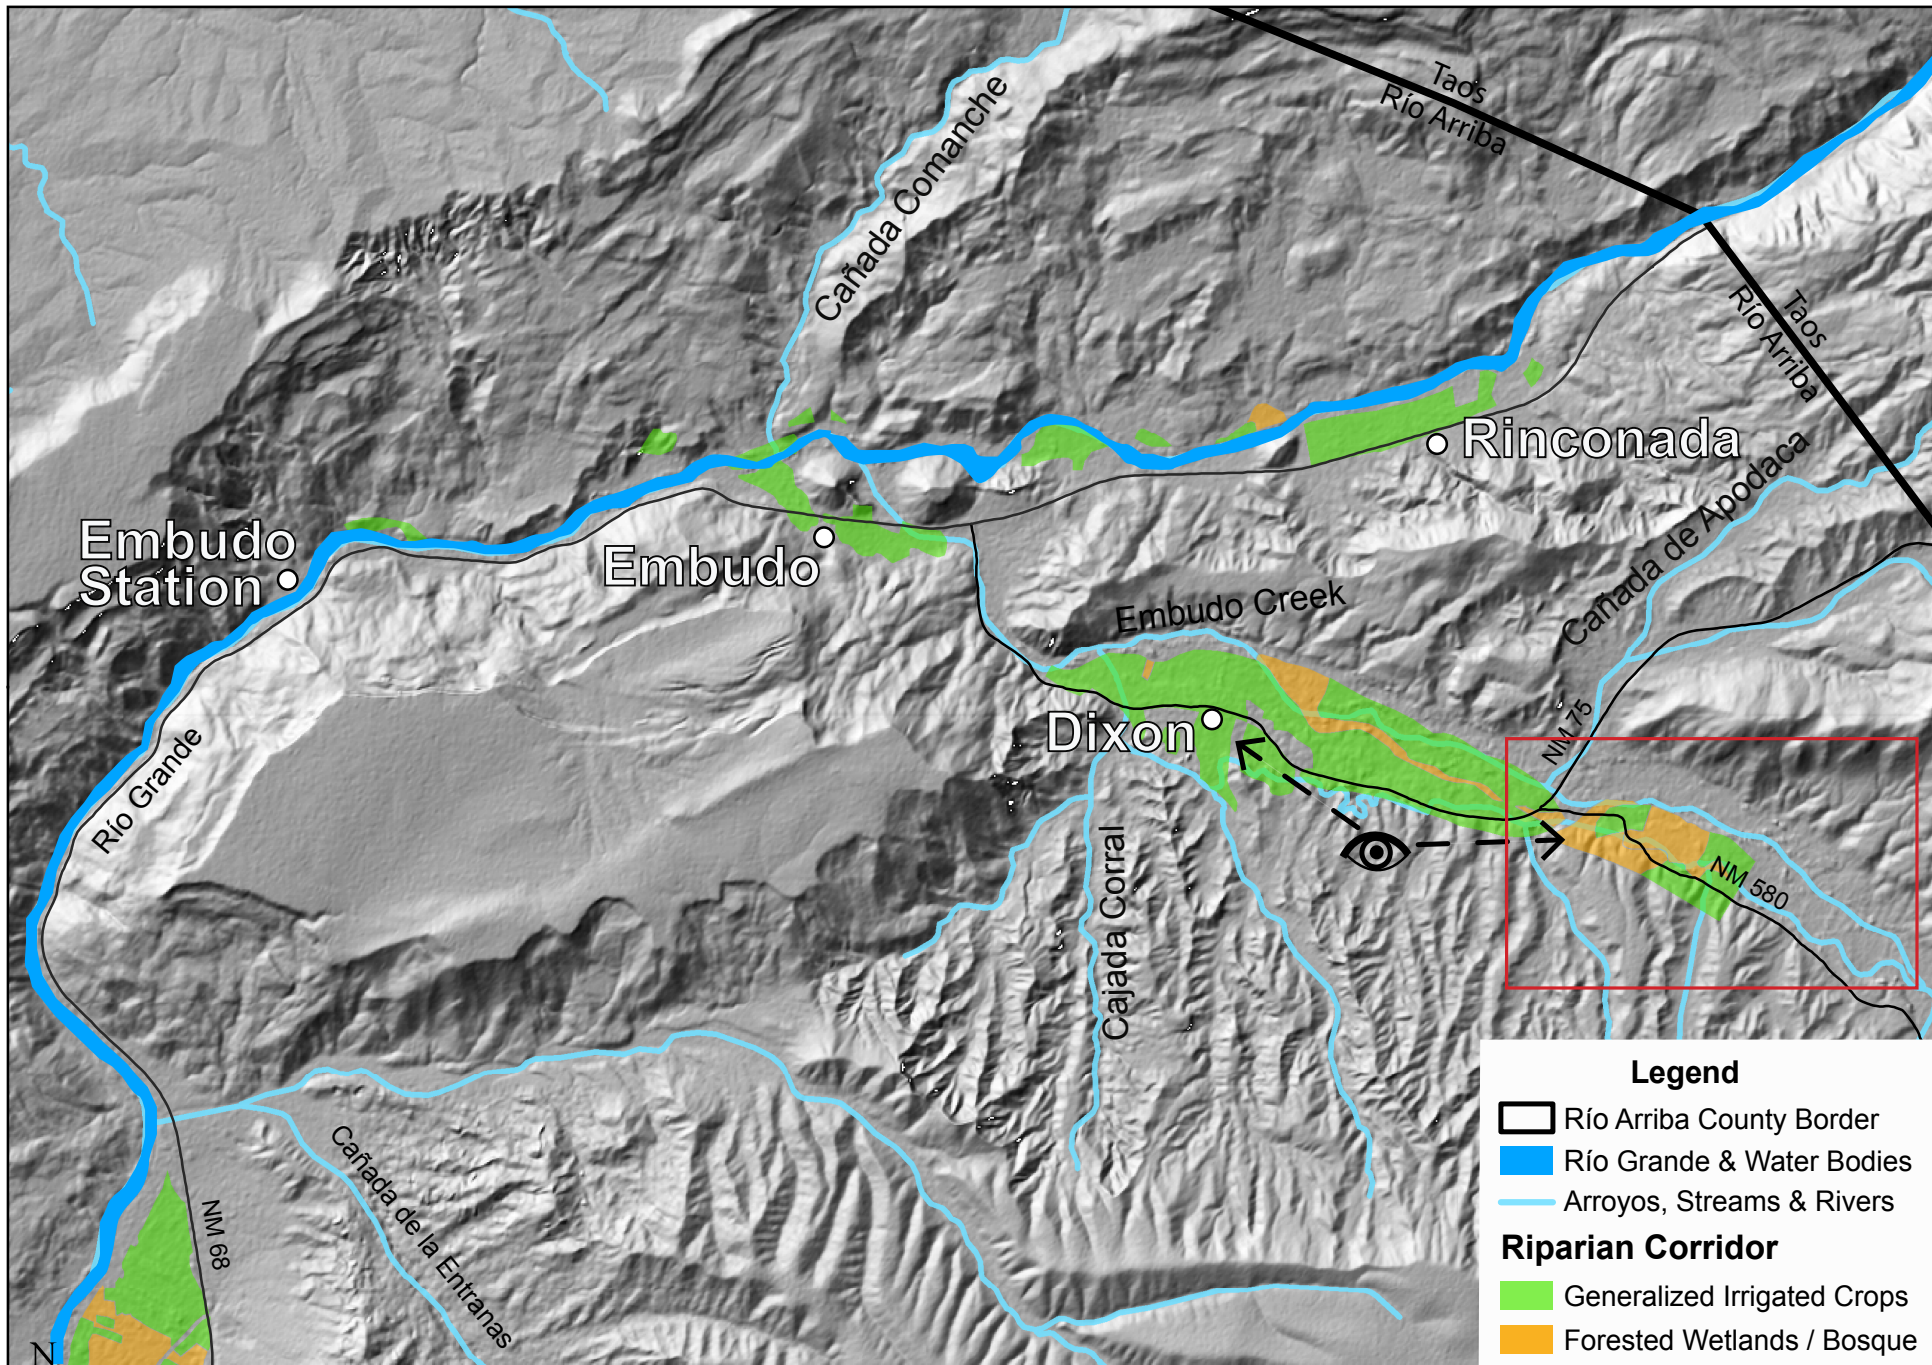 Taos
Río Arriba
Cañada Comanche
Taos
Río Arriba
Rinconada
Cañada de Apodaca
Embudo
Station
Embudo
Embudo Creek
Dixon
NM 75
Río Grande
NM 580
Cajada Corral
Cañada de la Entranas
NM 68
N
Legend
Río Arriba County Border
Río Grande & Water Bodies
Arroyos, Streams & Rivers
Riparian Corridor
Generalized Irrigated Crops
Forested Wetlands / Bosque